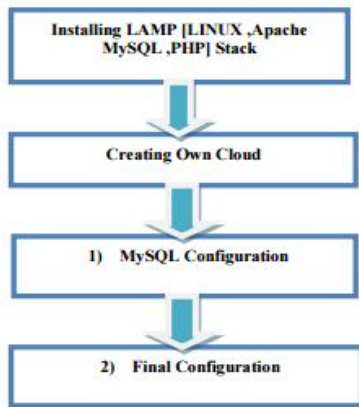 Installing LAMP [LINUX ,Apache
MySQL ,PHP] Stack
Creating Own Cloud
1) MySQL Configuration
2) Final Configuration